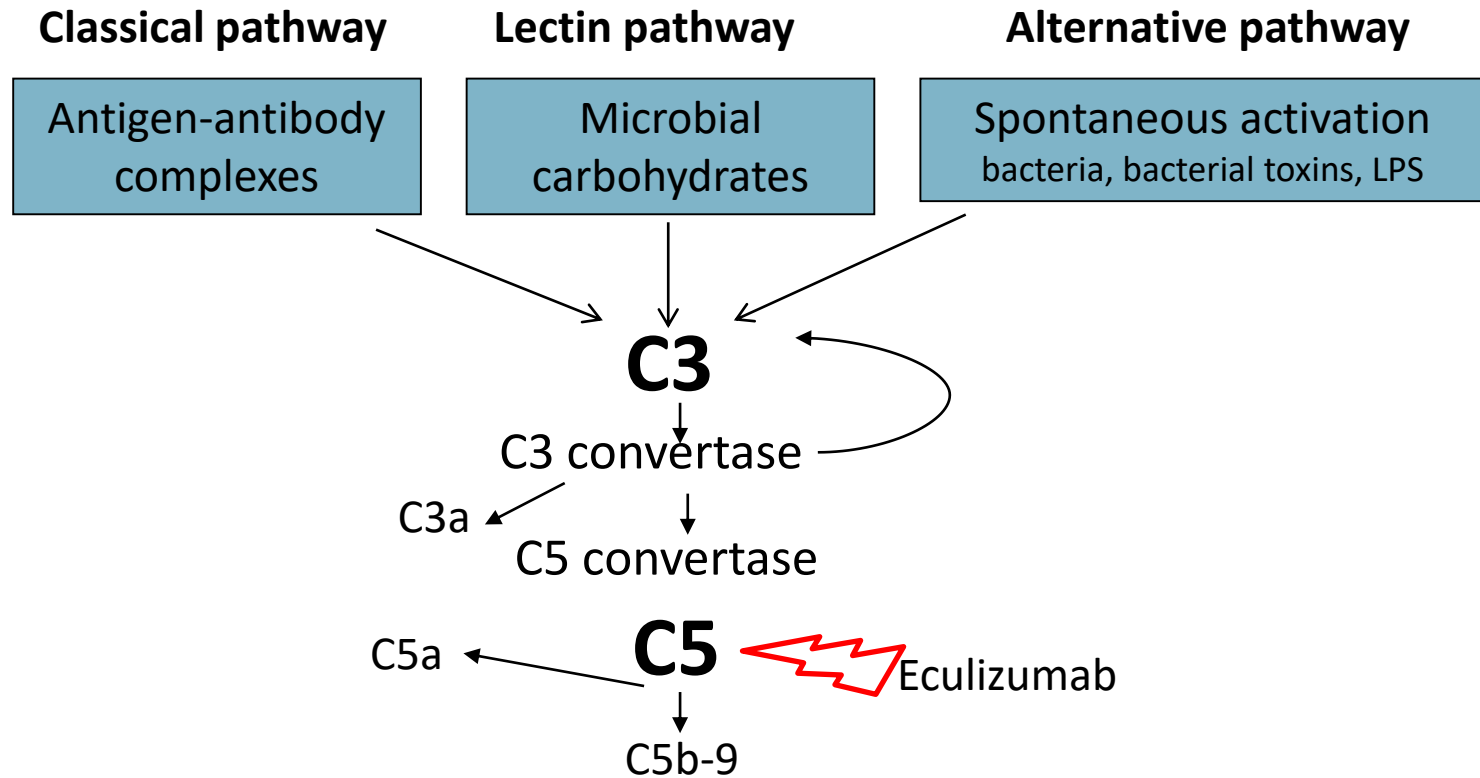 Classical pathway
Lectin pathway
Alternative pathway
Antigen-antibody
complexes
Microbial
carbohydrates
Spontaneous activation
bacteria, bacterial toxins, LPS
C3
C3 convertase
C3a
C5 convertase
C5
C5a
Eculizumab
C5b-9